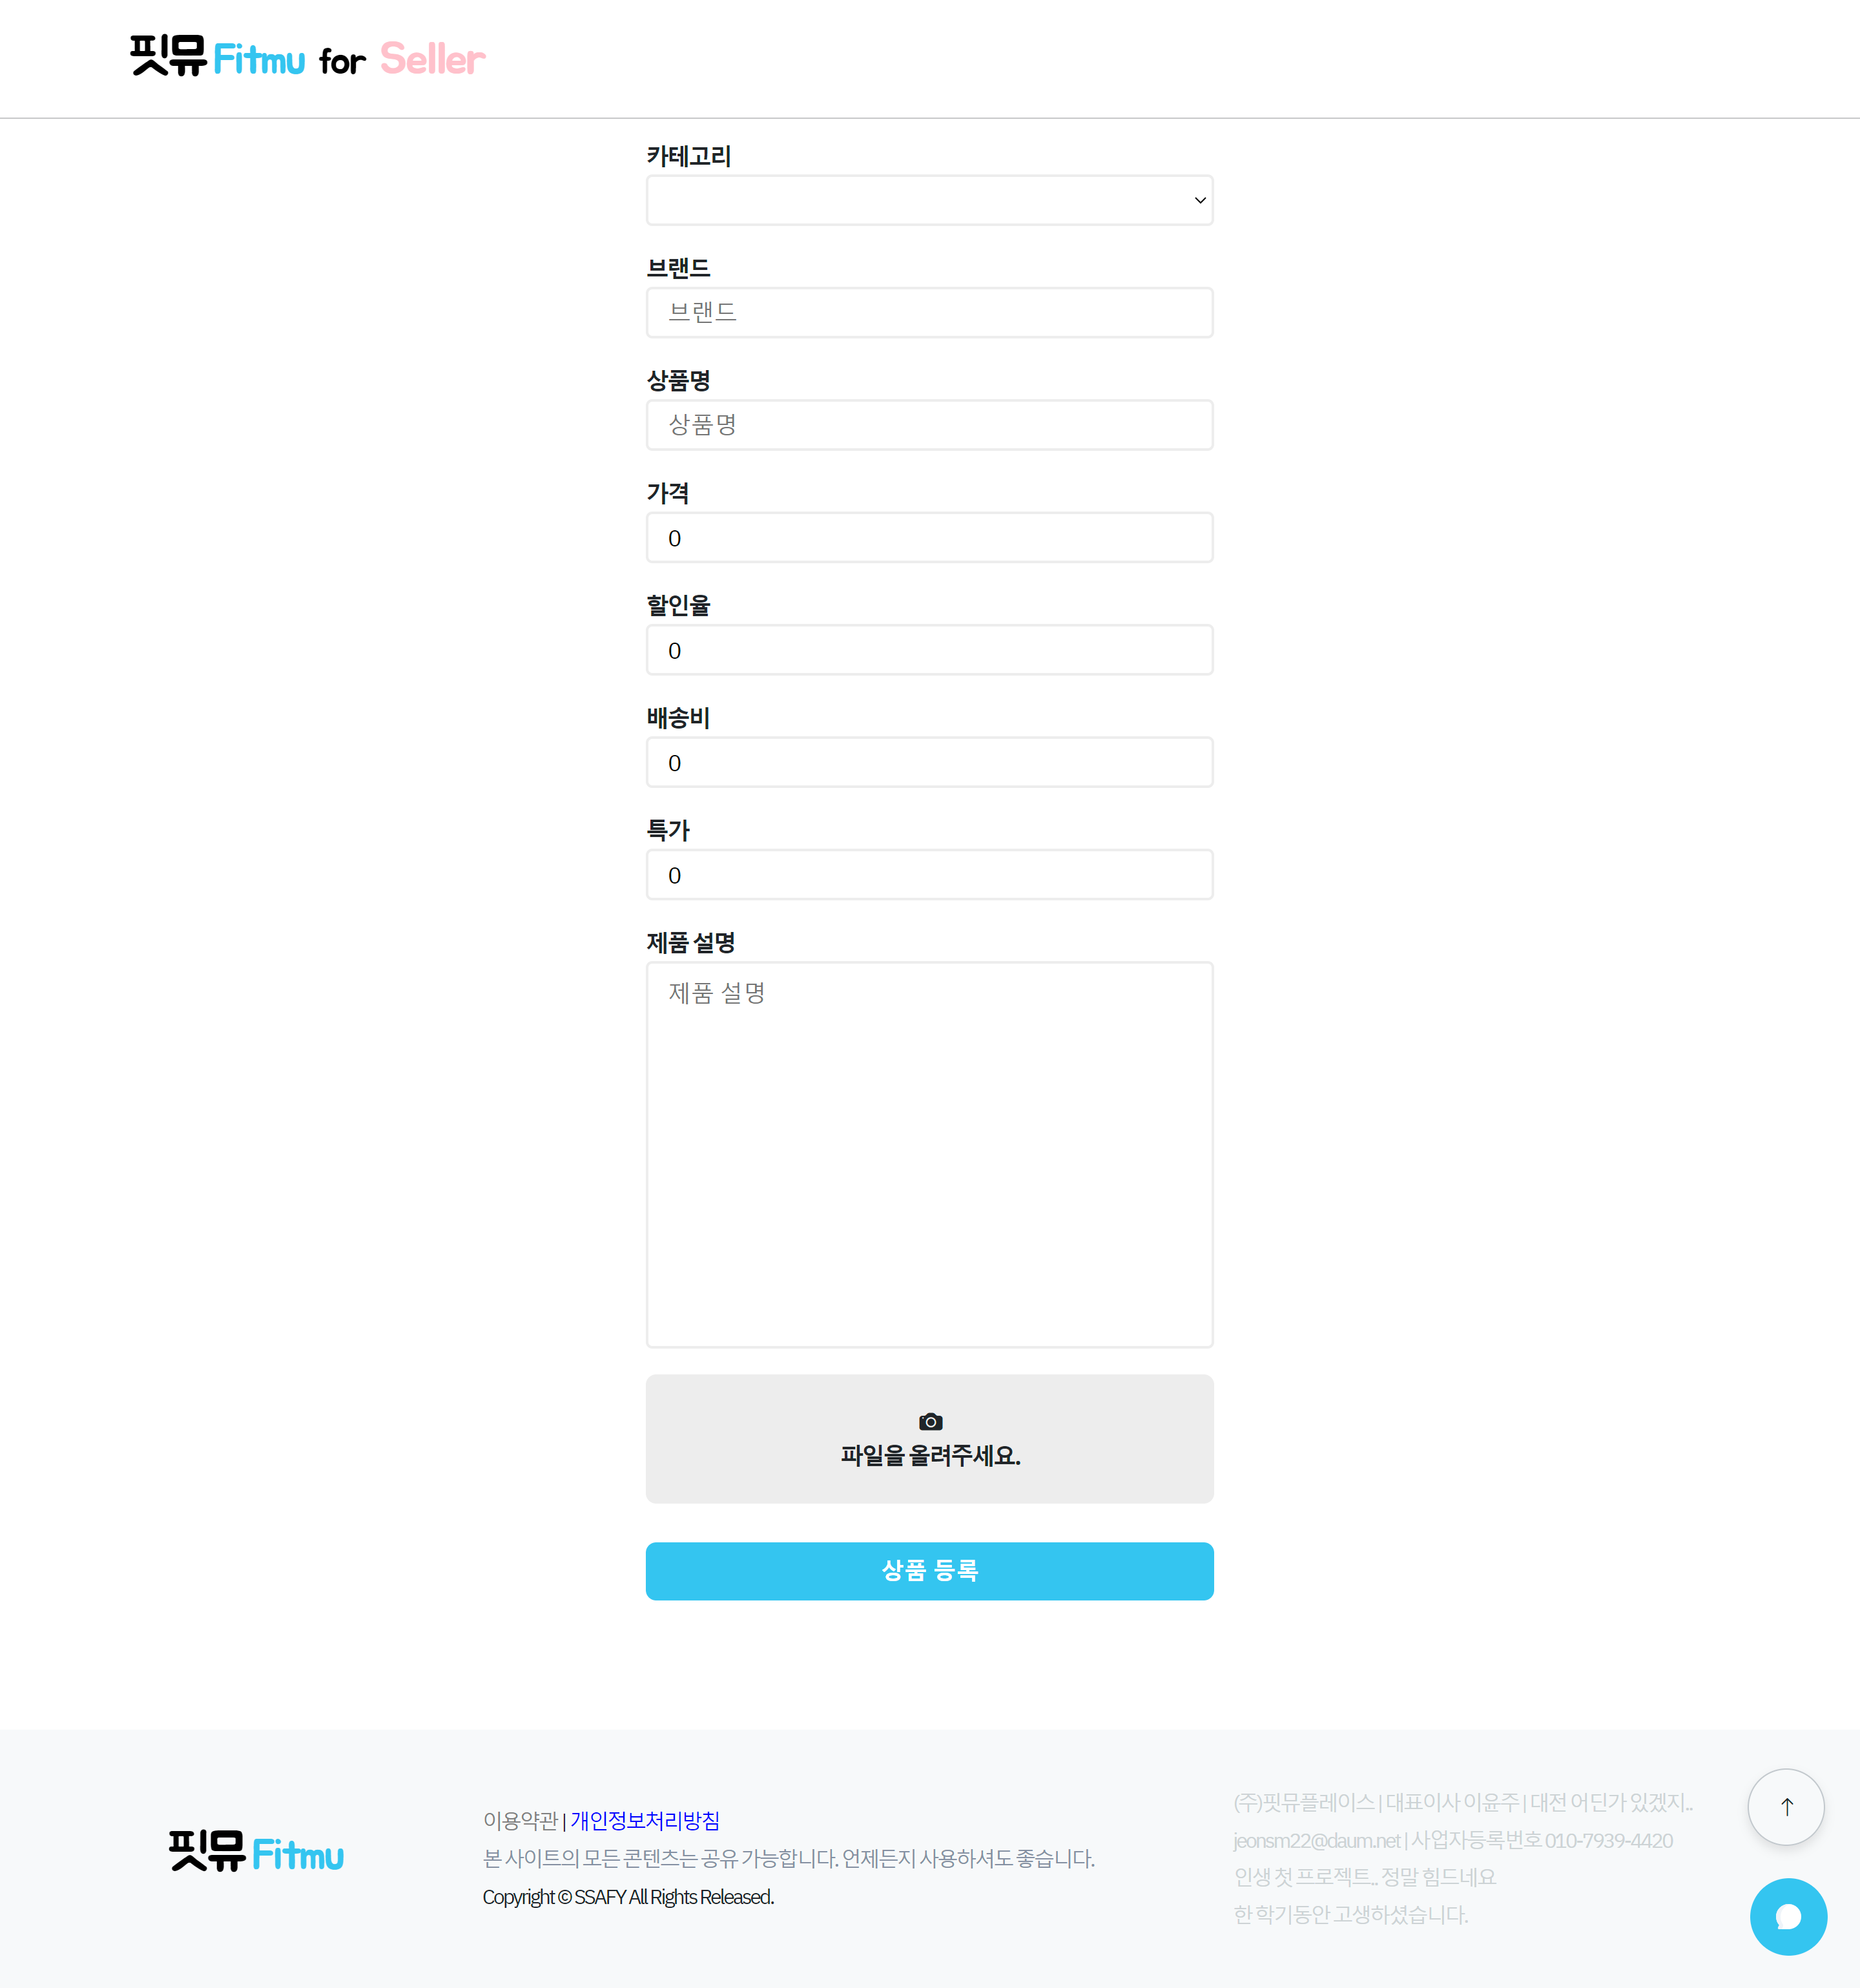 핏뮤 Fitmu for Seller
카테고리
브랜드
브랜드
상품명
상품명
가격
0
할인율
0
배송비
0
특가
0
제품 설명
제품 설명
파일을 올려주세요.
상품 등록
핏뮤 Fitmu
이용약관 | 개인정보처리방침
본 사이트의 모든 콘텐츠는 공유 가능합니다. 언제든지 사용하셔도 좋습니다.
Copyright © SSAFY All Rights Released.
(주)핏뮤플레이스 | 대표이사 이윤주 | 대전 어딘가 있겠지..
jeonsm22@daum.net | 사업자등록번호 010-7939-4420
인생 첫 프로젝트.. 정말 힘드네요
한 학기동안 고생하셨습니다.